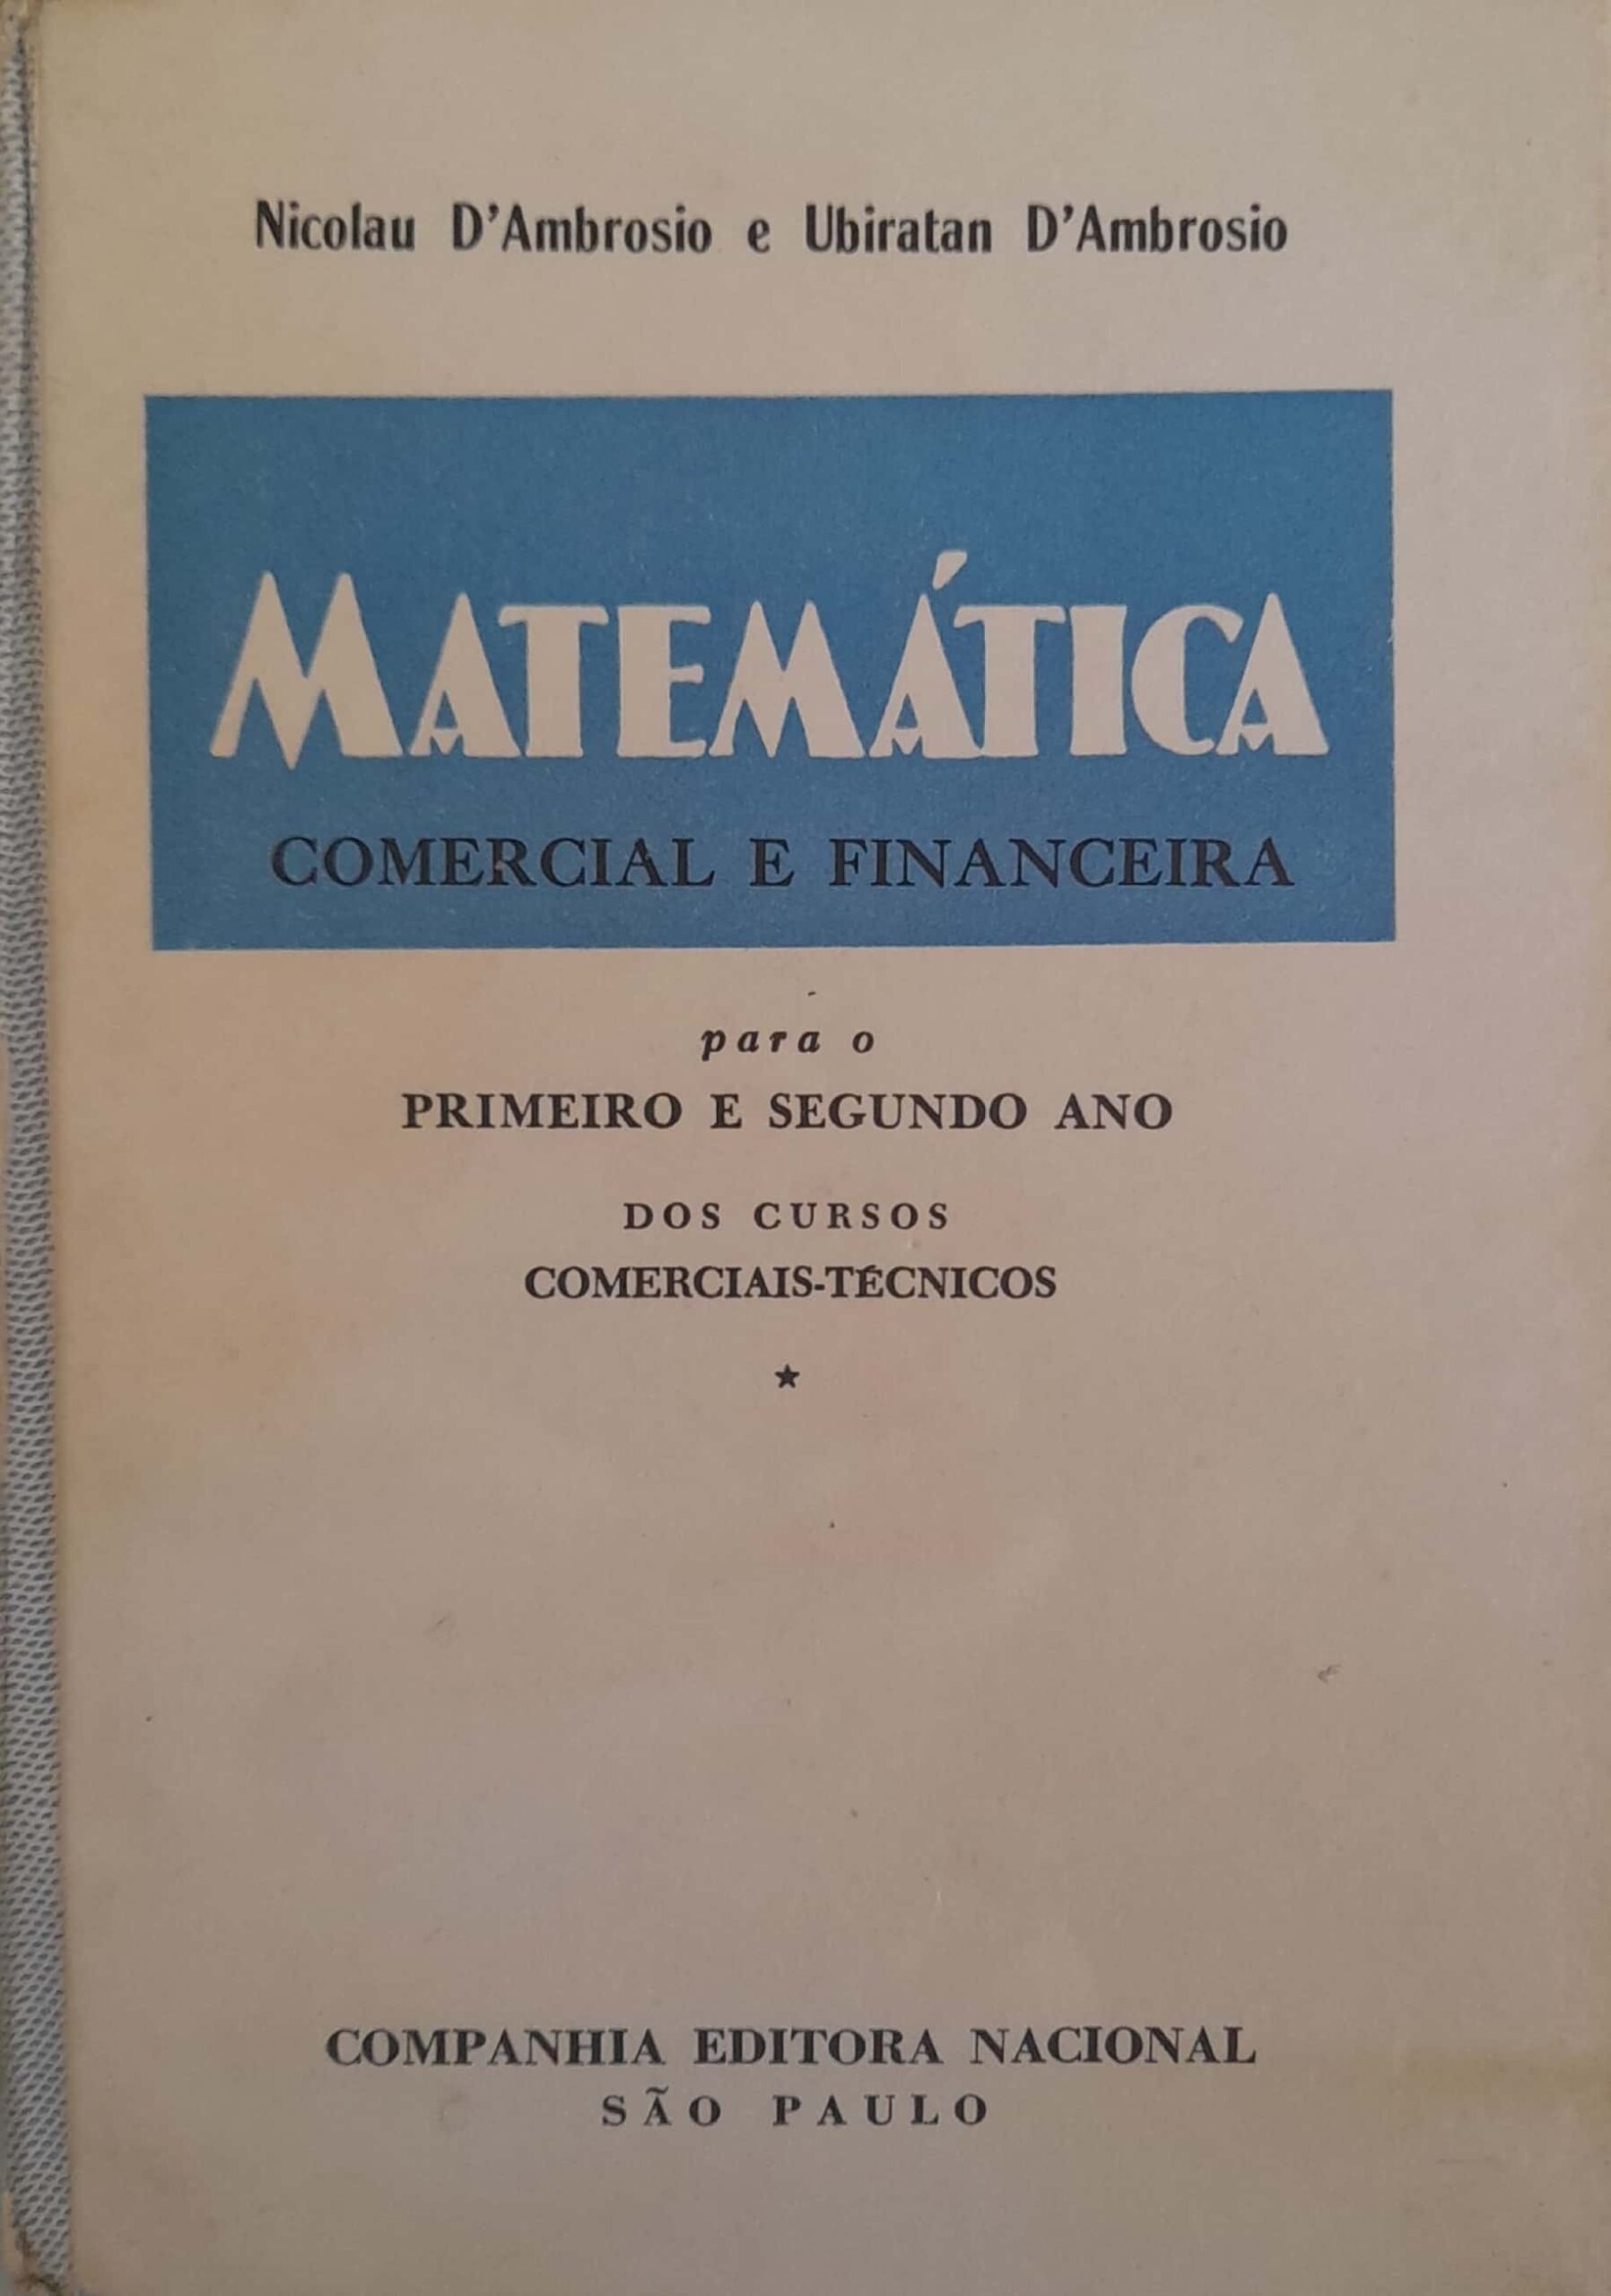 Nicolau D'Ambrosio e Ubiratan D'Ambrosio
MATEMÁTICA
COMERCIAL E FINANCEIRA
para o
PRIMEIRO E SEGUNDO ANO
DOS CURSOS
COMERCIAIS-TÉCNICOS
★
COMPANHIA EDITORA NACIONAL
SÃO PAULO